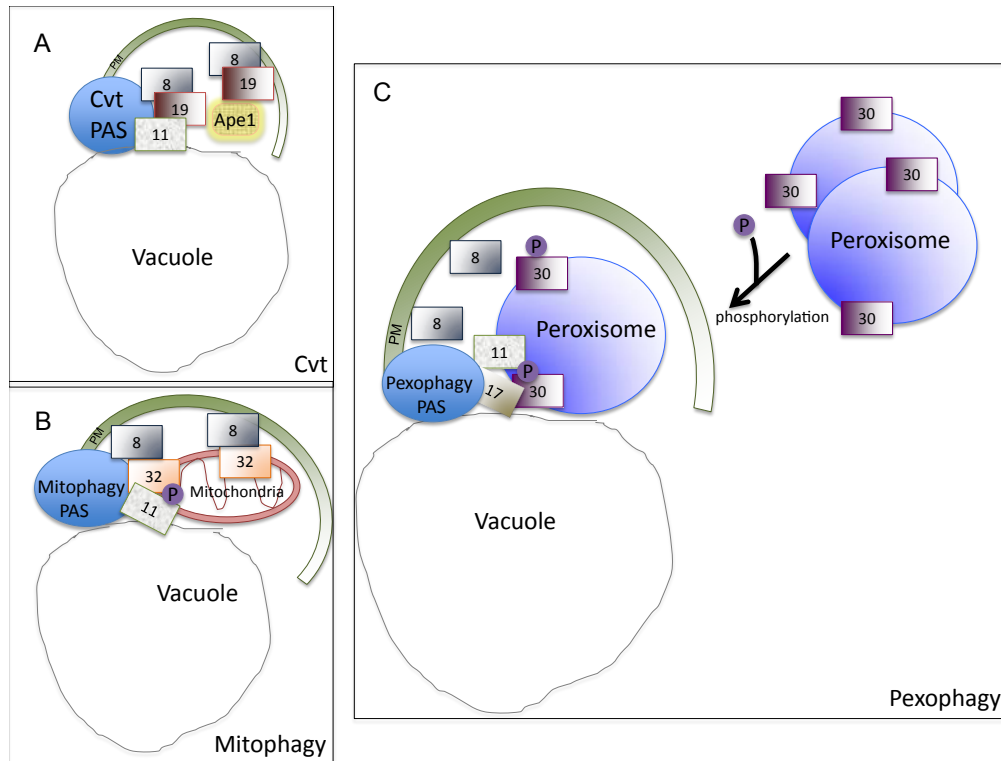 A
PM
8
8
19
19
Cvt
PAS
11
Ape1
Vacuole
Cvt
B
PM
8
8
32
32
P
Mitochondria
Mitophagy
PAS
11
Vacuole
Mitophagy
C
30
30
30
P
Peroxisome
30
phosphorylation
P
8
30
8
PM
11
Peroxisome
P
30
17
Pexophagy
PAS
Vacuole
Pexophagy